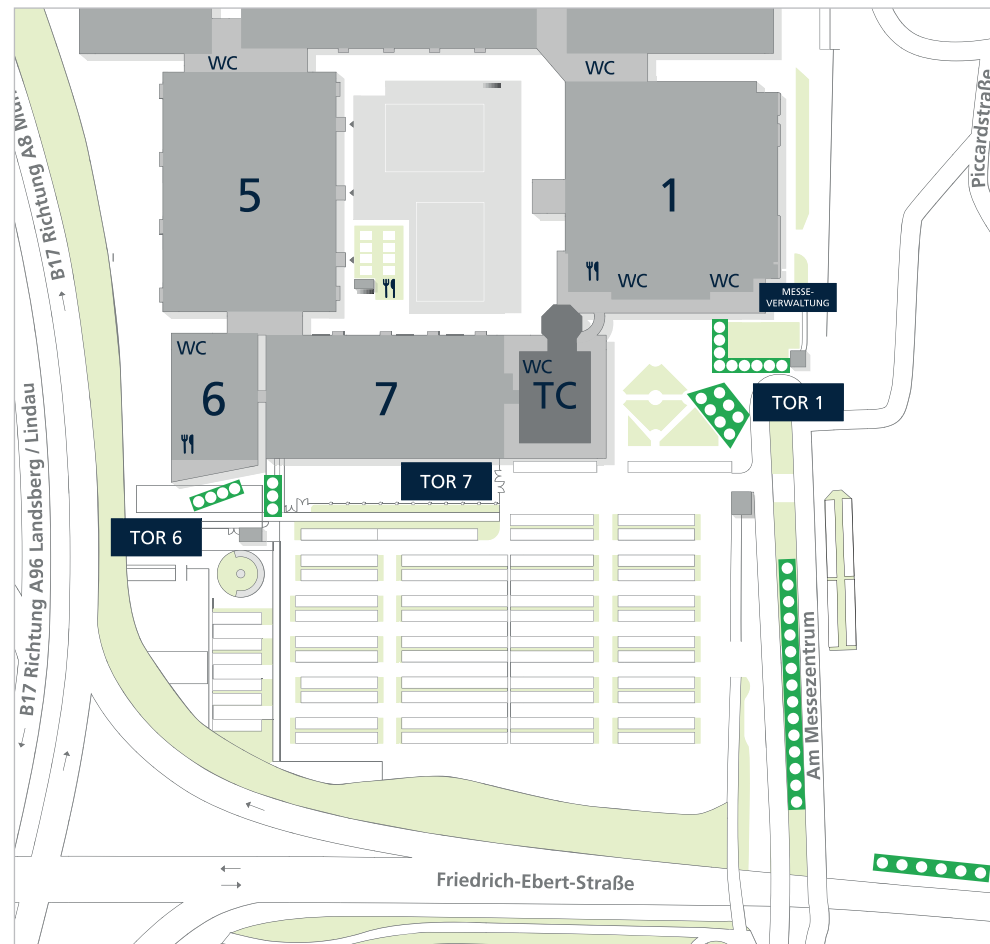 WC
WC
Piccardstraße
B17 Richtung A8
5
1
WC
WC
MESSE-
VERWALTUNG
WC
6
7
WC
TC
TOR 1
B17 Richtung A96 Landsberg / Lindau
TOR 7
TOR 6
Am Messezentrum
Friedrich-Ebert-Straße